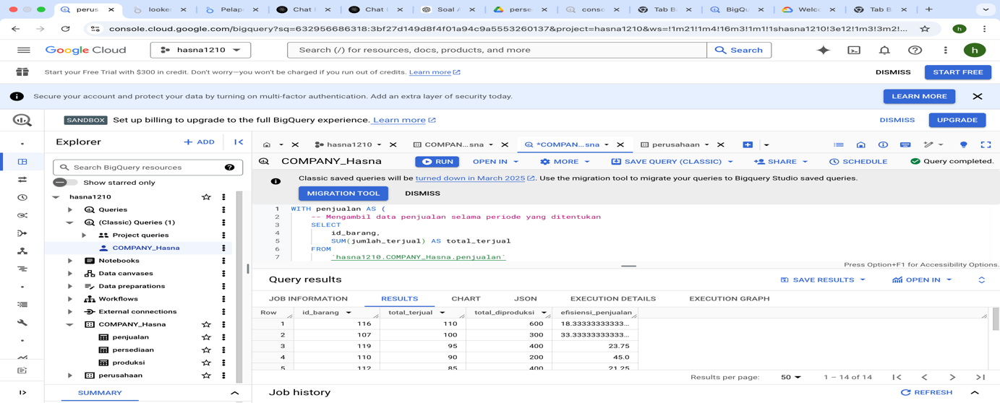 perus
looke
Pelap
Chat i
Chat i
Soal A
perse
conso
Tab B
BigQu
Welco
Tab B
console.cloud.google.com/bigquery?sq=632956686318:3bf27d149d8f4f01a94c9a5553260137&project=hasna1210&ws=!1m21!1m4!16m3!1m1!1shasna1210!3e12!1m3!3m2!...
h
Google Cloud
hasna1210
Search (/) for resources, docs, products, and more
Search
h
Start your Free Trial with $300 in credit. Don't worry—you won't be charged if you run out of credits. Learn more
DISMISS
START FREE
Secure your account and protect your data by turning on multi-factor authentication. Add an extra layer of security today.
LEARN MORE
SANDBOX Set up billing to upgrade to the full BigQuery experience. Learn more
DISMISS
UPGRADE
Explorer
+ ADD
Search BigQuery resources
Show starred only
hasna1210
Queries
(Classic) Queries (1)
Project queries
COMPANY_Hasna
Notebooks
Data canvases
Data preparations
Workflows
External connections
COMPANY_Hasna
penjualan
persediaan
produksi
perusahaan
SUMMARY
hasna1210
COMPAN...sna
*COMPAN...sna
perusahaan
COMPANY_Hasna
RUN
OPEN IN
MORE
SAVE QUERY (CLASSIC)
SHARE
SCHEDULE
Query completed.
Classic saved queries will be turned down in March 2025. Use the migration tool to migrate your queries to Bigquery Studio saved queries.
MIGRATION TOOL
DISMISS
1 WITH penjualan AS (
2 -- Mengambil data penjualan selama periode yang ditentukan
3 SELECT
4 id_barang,
5 SUM(jumlah_terjual) AS total_terjual
6 FROM
7 `hasna1210.COMPANY_Hasna.penjualan`
Press Option+F1 for Accessibility Options.
Query results
SAVE RESULTS
OPEN IN
JOB INFORMATION
RESULTS
CHART
JSON
EXECUTION DETAILS
EXECUTION GRAPH
Row id_barang total_terjual total_diproduksi efisiensi_penjualan
1 116 110 600 18.33333333333...
2 107 100 300 33.33333333333...
3 119 95 400 23.75
4 110 90 200 45.0
5 112 85 400 21.25
Results per page: 50 1 – 14 of 14
Job history
REFRESH